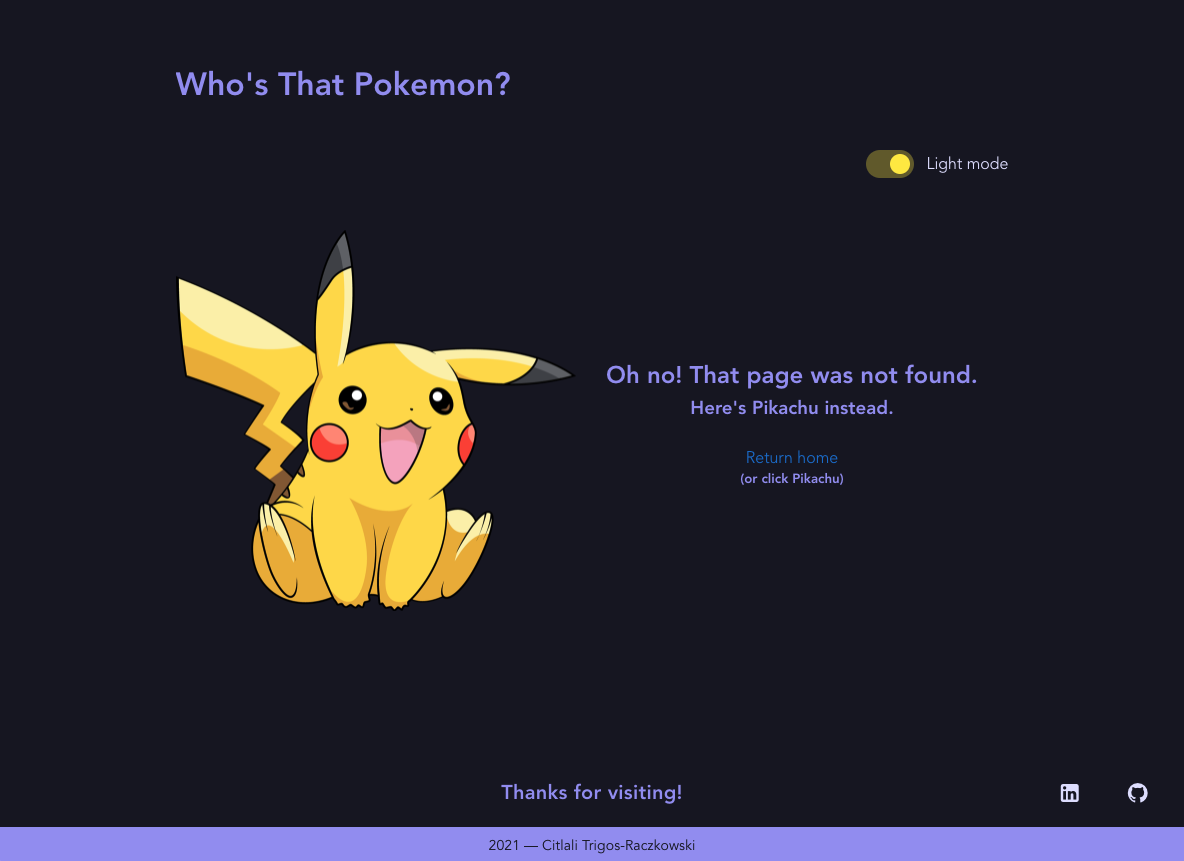 Who's That Pokemon?
Light mode
Oh no! That page was not found.
Here's Pikachu instead.
Return home
(or click Pikachu)
Thanks for visiting!
2021 — Citlali Trigos-Raczkowski